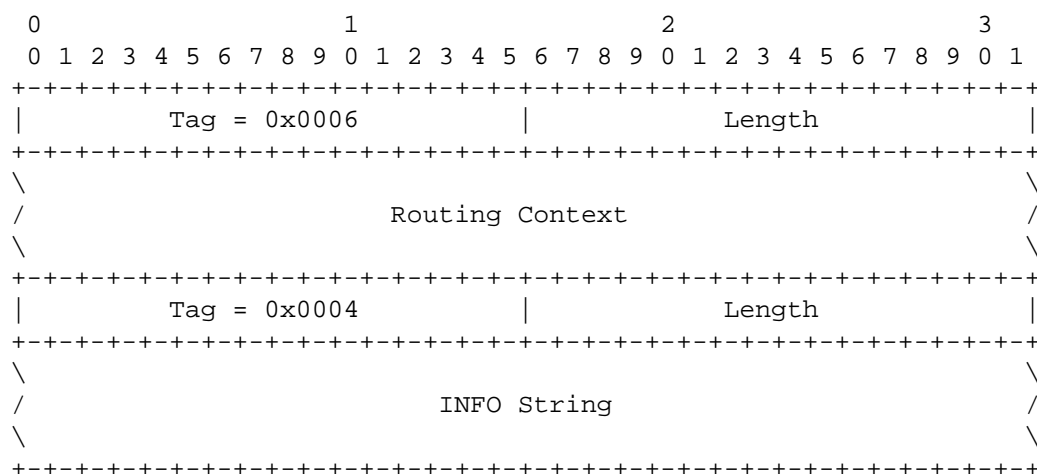 0                   1                   2                   3
 0 1 2 3 4 5 6 7 8 9 0 1 2 3 4 5 6 7 8 9 0 1 2 3 4 5 6 7 8 9 0 1
+-+-+-+-+-+-+-+-+-+-+-+-+-+-+-+-+-+-+-+-+-+-+-+-+-+-+-+-+-+-+-+-+
|         Tag = 0x0006          |            Length             |
+-+-+-+-+-+-+-+-+-+-+-+-+-+-+-+-+-+-+-+-+-+-+-+-+-+-+-+-+-+-+-+-+
\                                                               \
/                       Routing Context                         /
\                                                               \
+-+-+-+-+-+-+-+-+-+-+-+-+-+-+-+-+-+-+-+-+-+-+-+-+-+-+-+-+-+-+-+-+
|         Tag = 0x0004          |            Length             |
+-+-+-+-+-+-+-+-+-+-+-+-+-+-+-+-+-+-+-+-+-+-+-+-+-+-+-+-+-+-+-+-+
\                                                               \
/                          INFO String                          /
\                                                               \
+-+-+-+-+-+-+-+-+-+-+-+-+-+-+-+-+-+-+-+-+-+-+-+-+-+-+-+-+-+-+-+-+